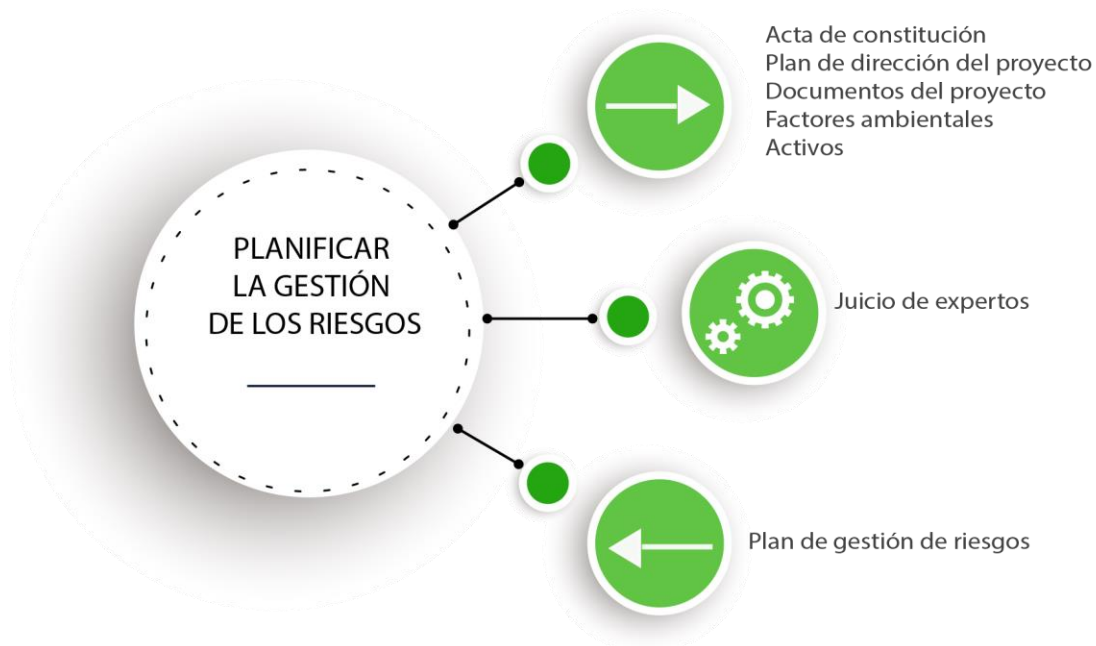 PLANIFICAR
LA GESTIÓN
DE LOS RIESGOS
Acta de constitución
Plan de dirección del proyecto
Documentos del proyecto
Factores ambientales
Activos
Juicio de expertos
Plan de gestión de riesgos